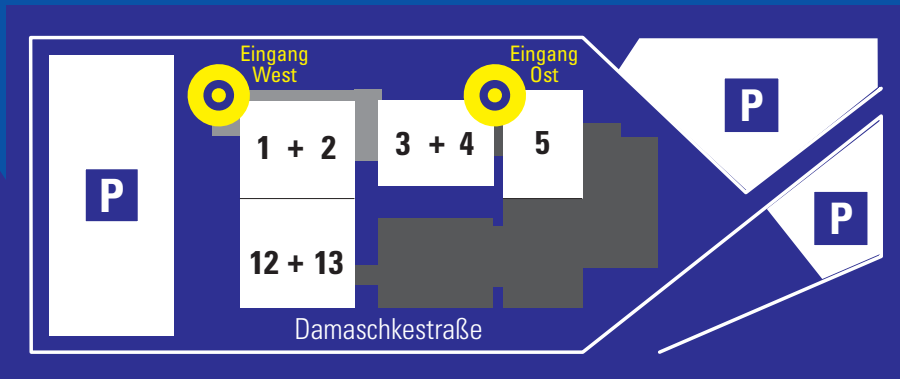 Eingang
West
Eingang
Ost
P
1 + 2
3 + 4
5
P
P
12 + 13
Damaschkestraße